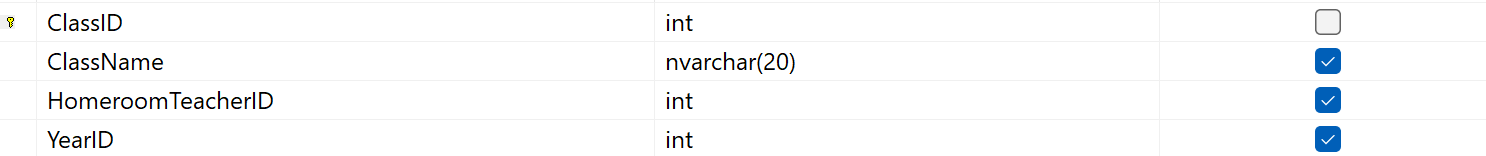 ClassID int
ClassName nvarchar(20)
HomeroomTeacherID int
YearID int